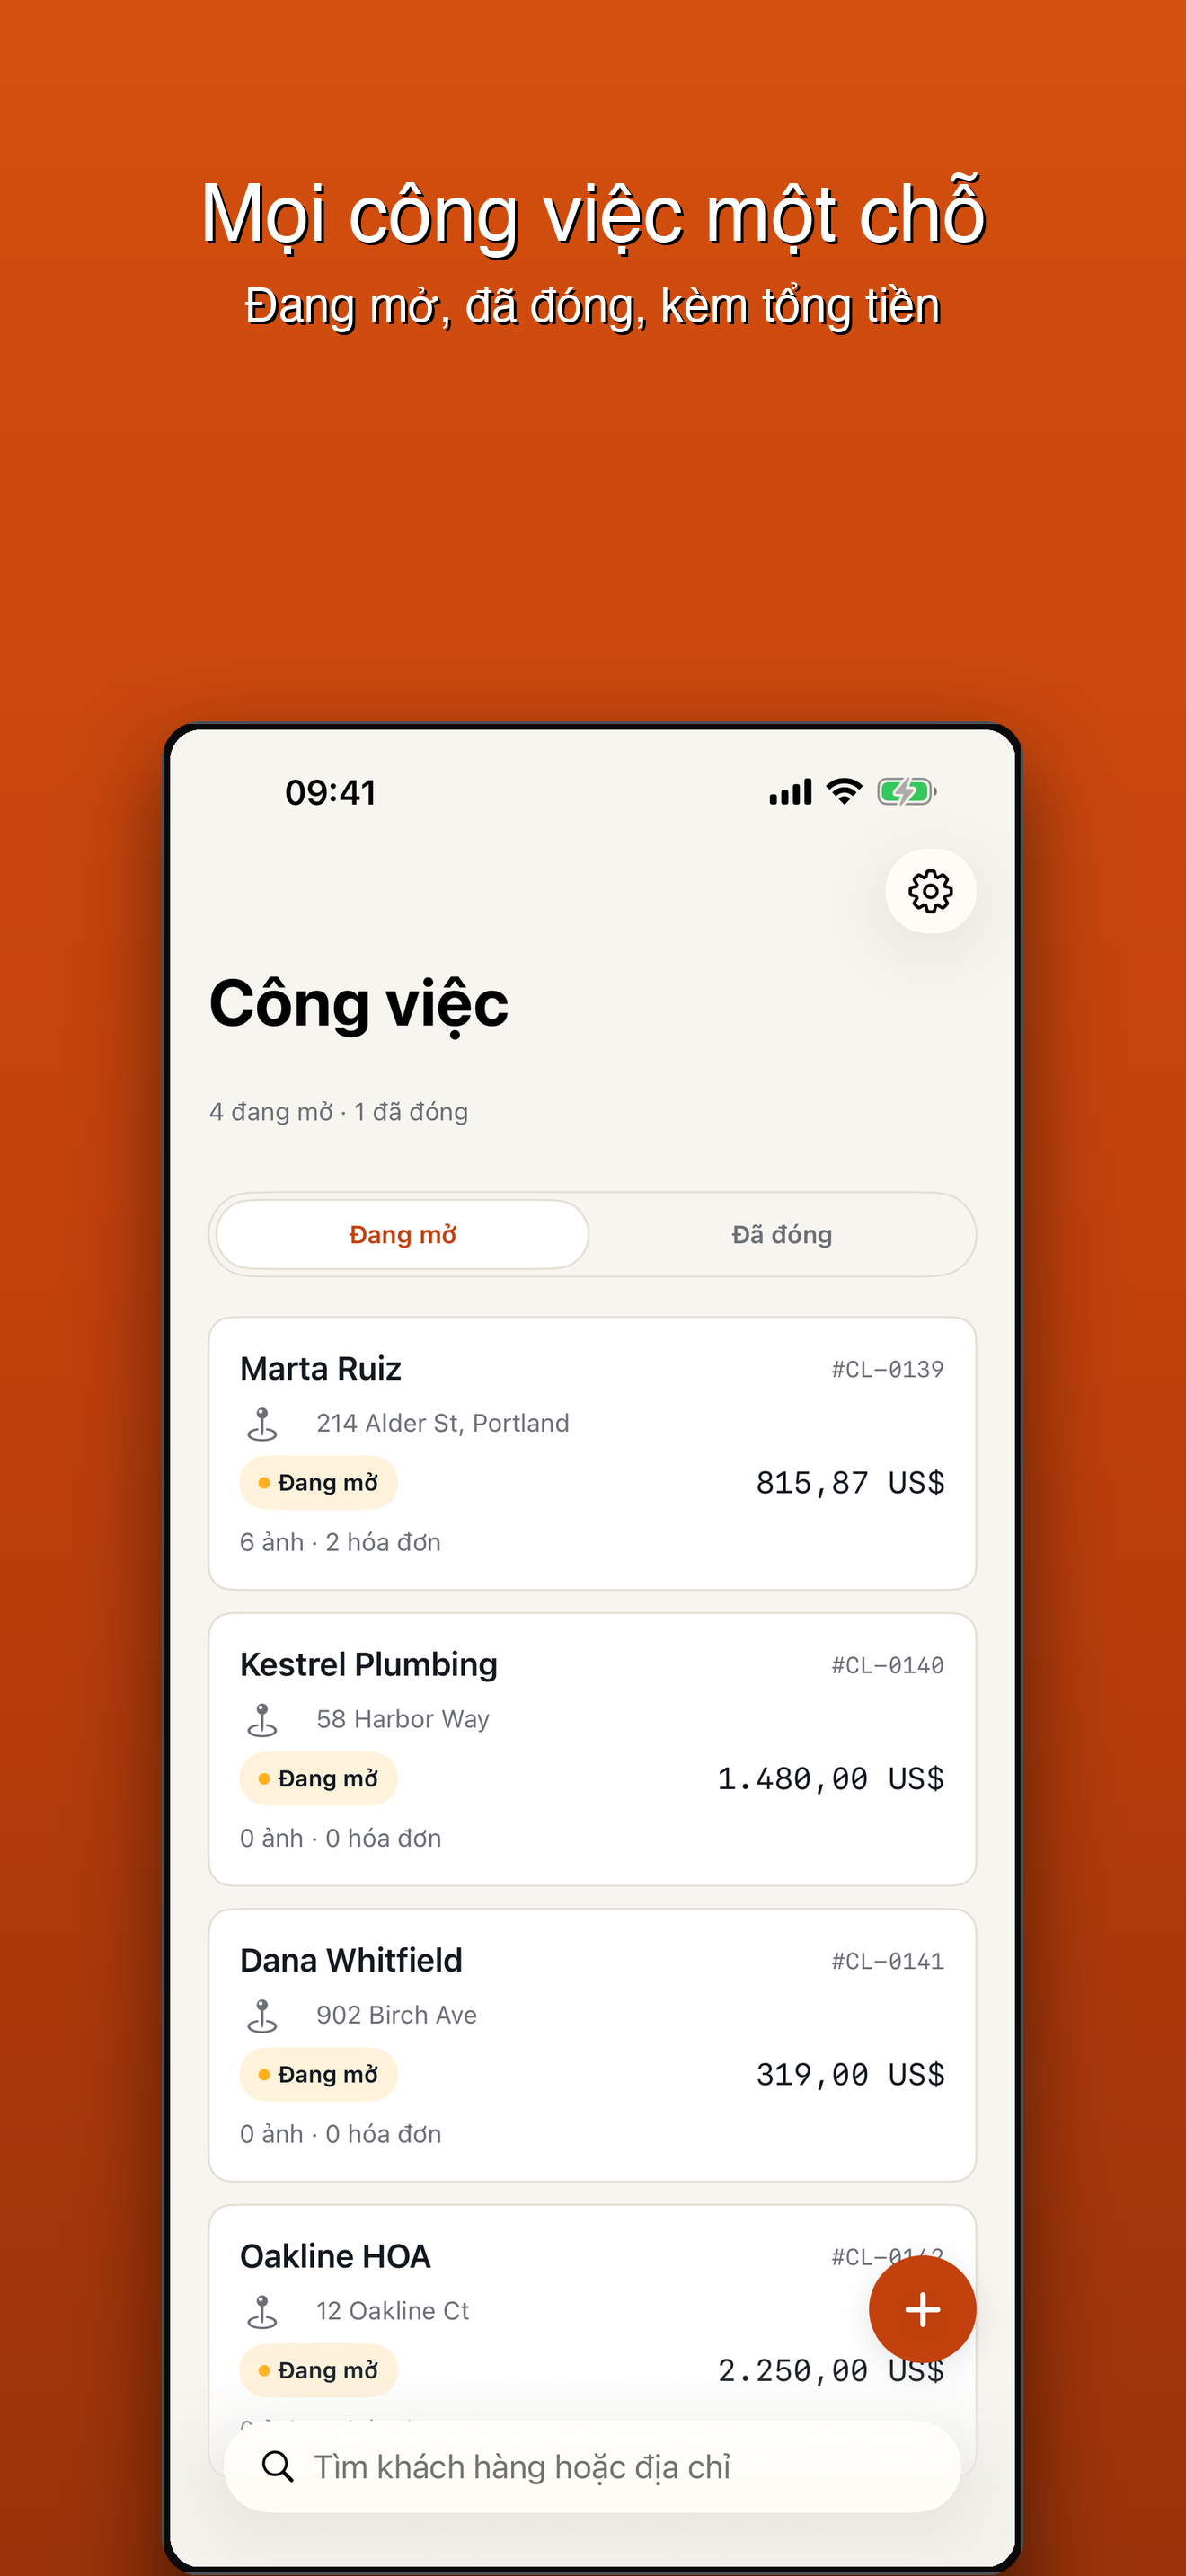 Mọi công việc một chỗ
Đang mở, đã đóng, kèm tổng tiền
09:41
Công việc
4 đang mở · 1 đã đóng
Đang mở
Đã đóng
Marta Ruiz
#CL-0139
214 Alder St, Portland
Đang mở
815,87 US$
6 ảnh · 2 hóa đơn
Kestrel Plumbing
#CL-0140
58 Harbor Way
Đang mở
1.480,00 US$
0 ảnh · 0 hóa đơn
Dana Whitfield
#CL-0141
902 Birch Ave
Đang mở
319,00 US$
0 ảnh · 0 hóa đơn
Oakline HOA
12 Oakline Ct
Đang mở
2.250,00 US$
Tìm khách hàng hoặc địa chỉ